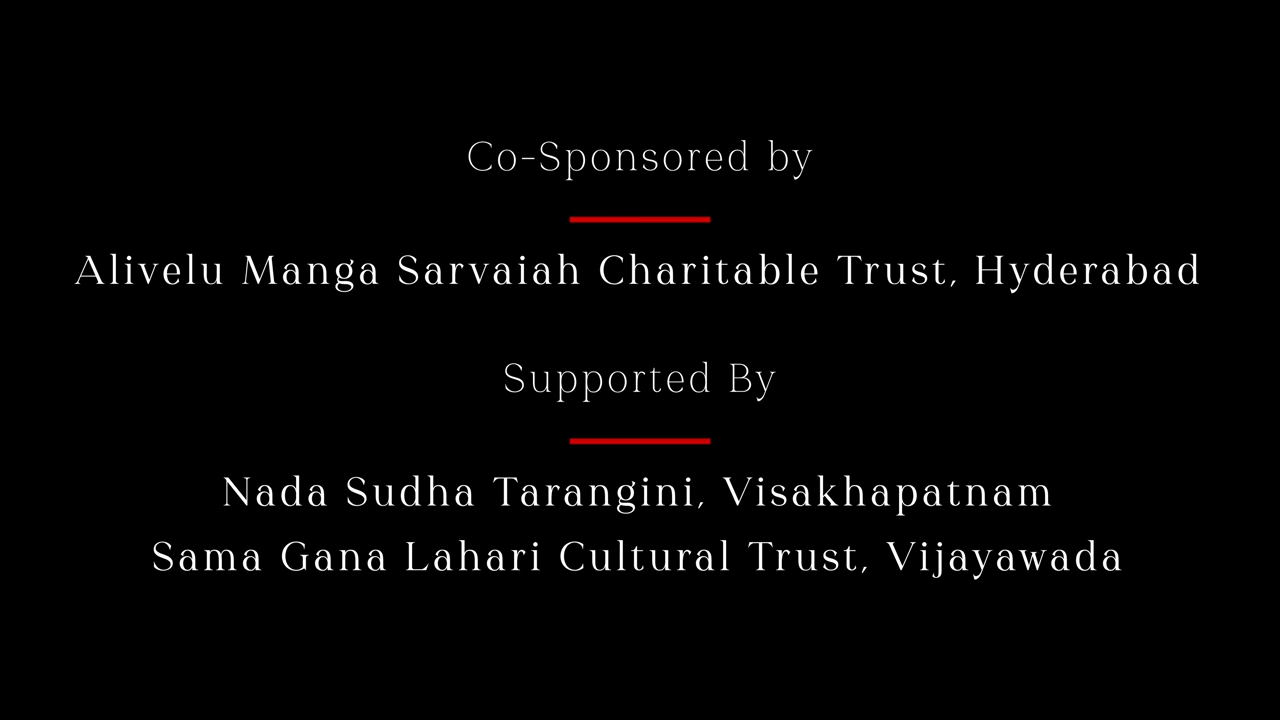 Co-Sponsored by
Alivelu Manga Sarvaiah Charitable Trust, Hyderabad
Supported By
Nada Sudha Tarangini, Visakhapatnam
Sama Gana Lahari Cultural Trust, Vijayawada